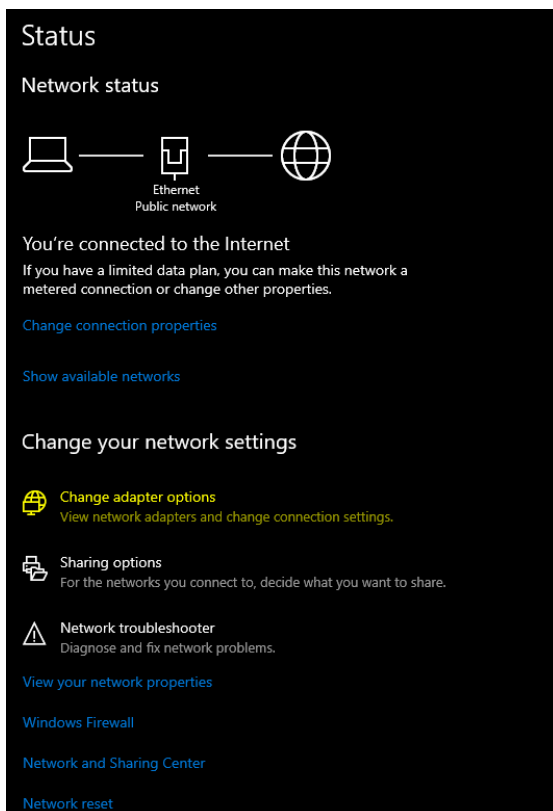 Status
Network status
Ethernet
Public network
You're connected to the Internet
If you have a limited data plan, you can make this network a
metered connection or change other properties.
Change connection properties
Show available networks
Change your network settings
Change adapter options
View network adapters and change connection settings.
Sharing options
For the networks you connect to, decide what you want to share.
Network troubleshooter
Diagnose and fix network problems.
View your network properties
Windows Firewall
Network and Sharing Center
Network reset